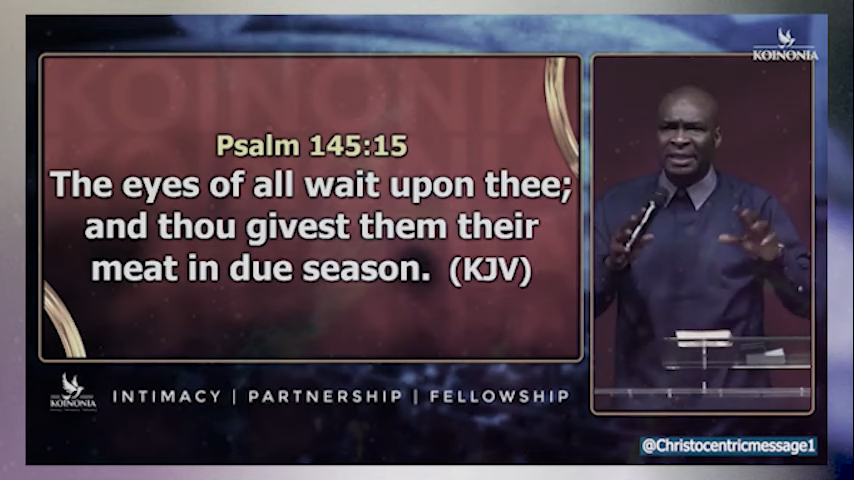 KOINONIA
KOINONIA
Psalm 145:15
The eyes of all wait upon thee;
and thou givest them their
meat in due season. (KJV)
KOINONIA
INTIMACY | PARTNERSHIP | FELLOWSHIP
@Christocentricmessage1